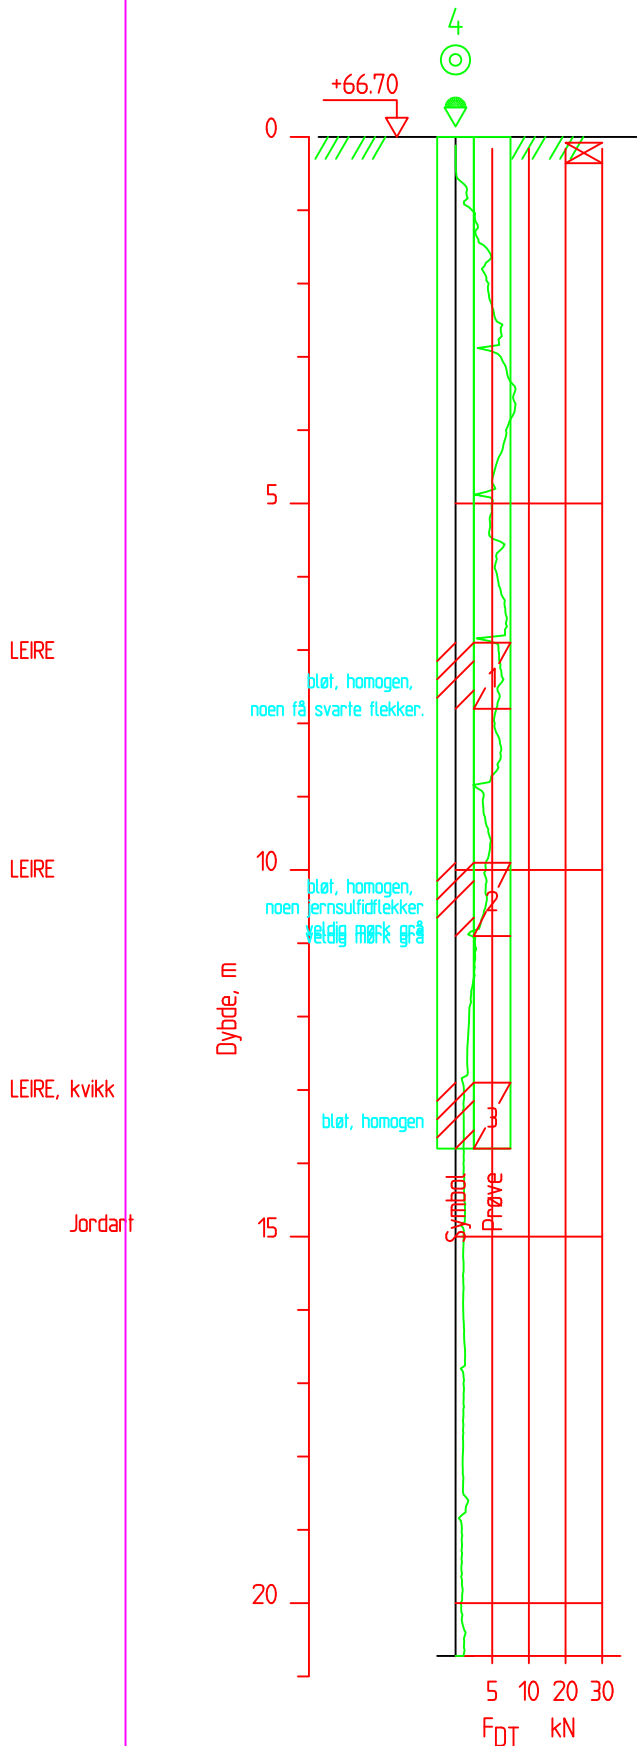 4
+66.70
0
5
LEIRE
bløt, homogen,
1
noen få svarte flekker.
10
LEIRE
bløt, homogen,
2
noen jernsulfidflekker
veldig mørk grå
veldig mørk grå
Dybde, m
LEIRE, kvikk
bløt, homogen
3
Symbol
Prøve
Jordart
15
20
5 10 20 30
FDT kN